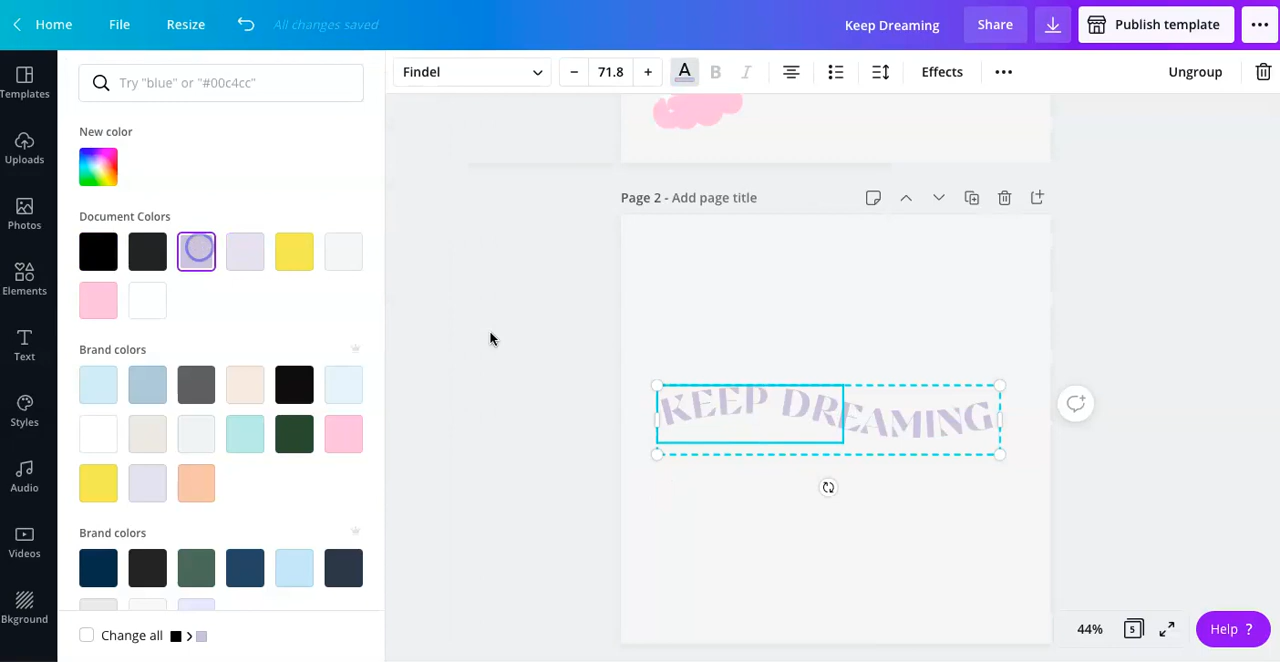 Home File Resize All changes saved Keep Dreaming Share Publish template
Templates
Uploads
Photos
Elements
Text
Styles
Audio
Videos
Bkground
Try "blue" or "#00c4cc"
New color
Document Colors
Brand colors
Brand colors
Change all
Findel 71.8 A B I Effects Ungroup
Page 2 - Add page title
KEEP DREAMING
44% 5 Help ?